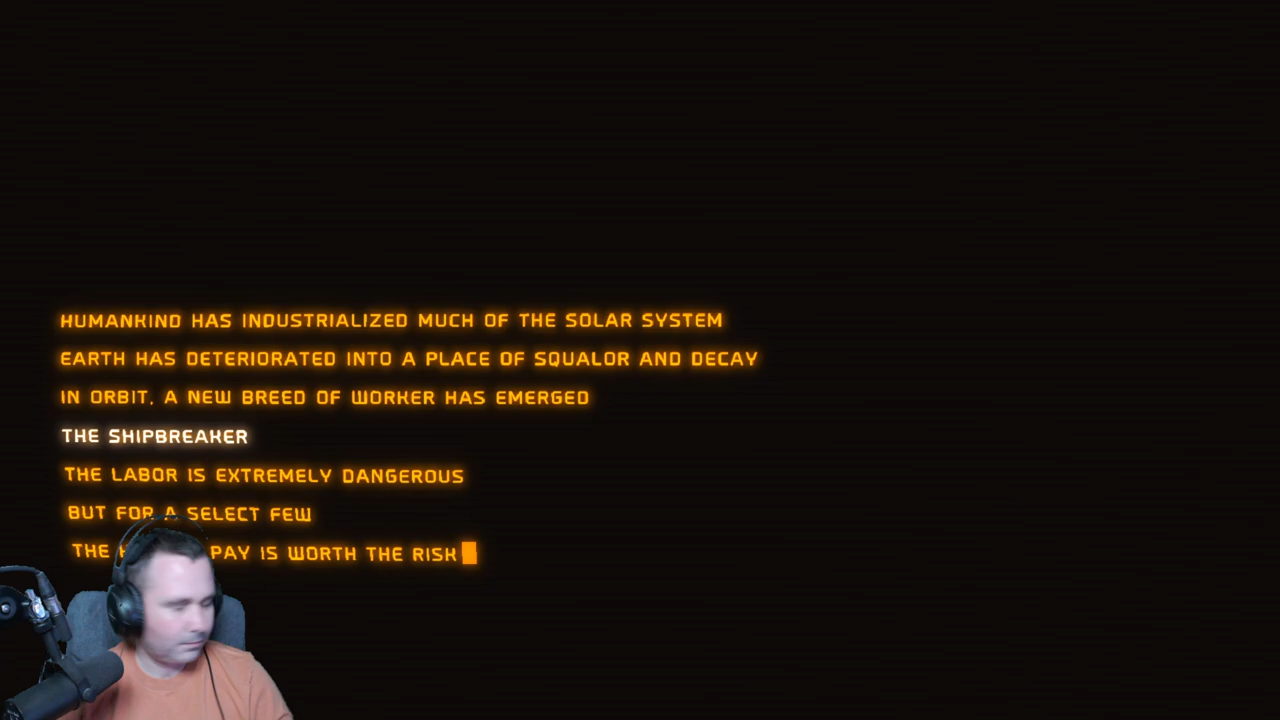 HUMANKIND HAS INDUSTRIALIZED MUCH OF THE SOLAR SYSTEM
EARTH HAS DETERIORATED INTO A PLACE OF SQUALOR AND DECAY
IN ORBIT, A NEW BREED OF WORKER HAS EMERGED
THE SHIPBREAKER
THE LABOR IS EXTREMELY DANGEROUS
BUT FOR A SELECT FEW
THE PAY IS WORTH THE RISK